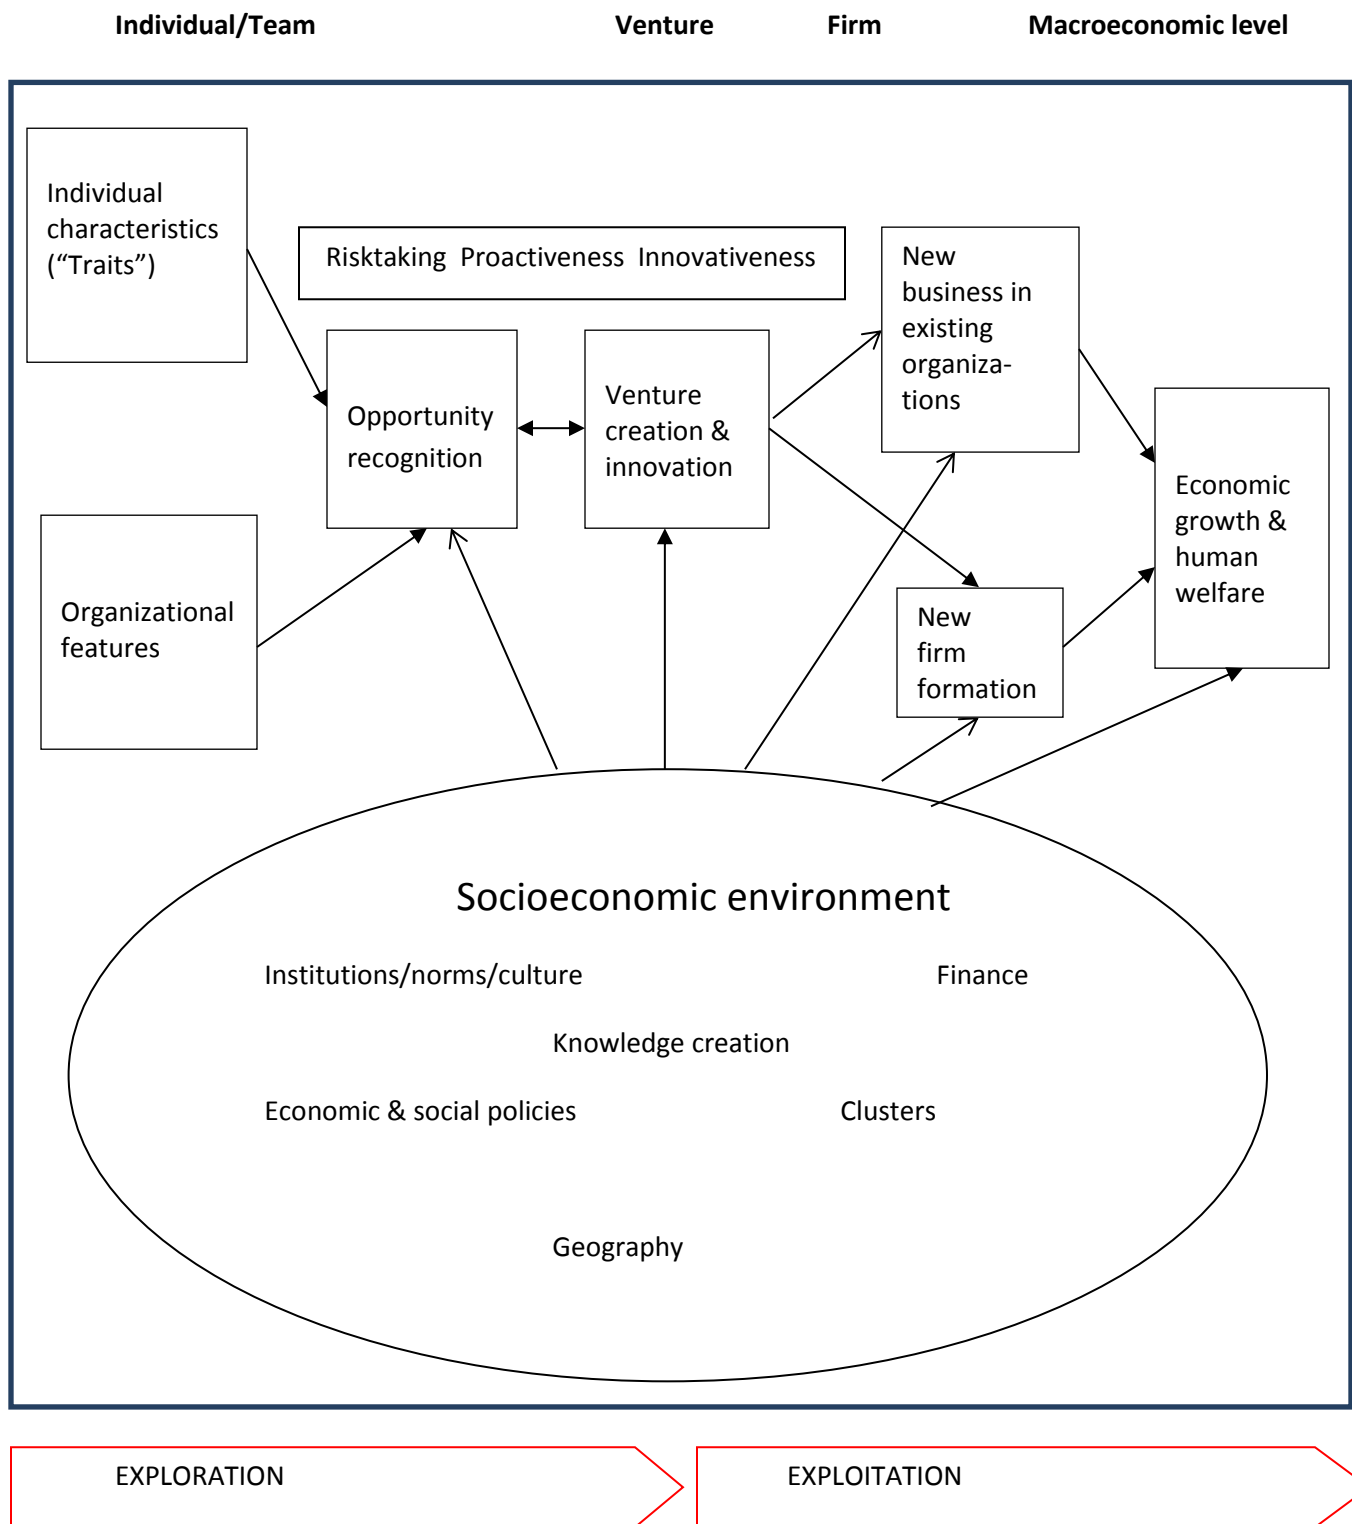 Individual/Team Venture Firm Macroeconomic level
Individual
characteristics
(“Traits”)
Risktaking Proactiveness Innovativeness
New
business in
existing
organiza-
tions
Opportunity
recognition
Venture
creation &
innovation
Economic
growth &
human
welfare
Organizational
features
New
firm
formation
Socioeconomic environment
Institutions/norms/culture Finance
Knowledge creation
Economic & social policies Clusters
Geography
EXPLORATION EXPLOITATION